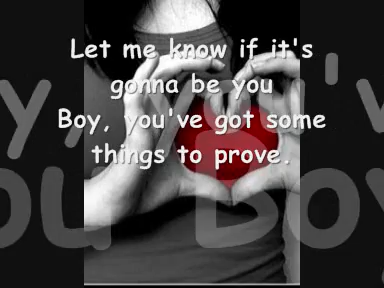 Let me know if it's
gonna be you
Boy, you've got some
things to prove.